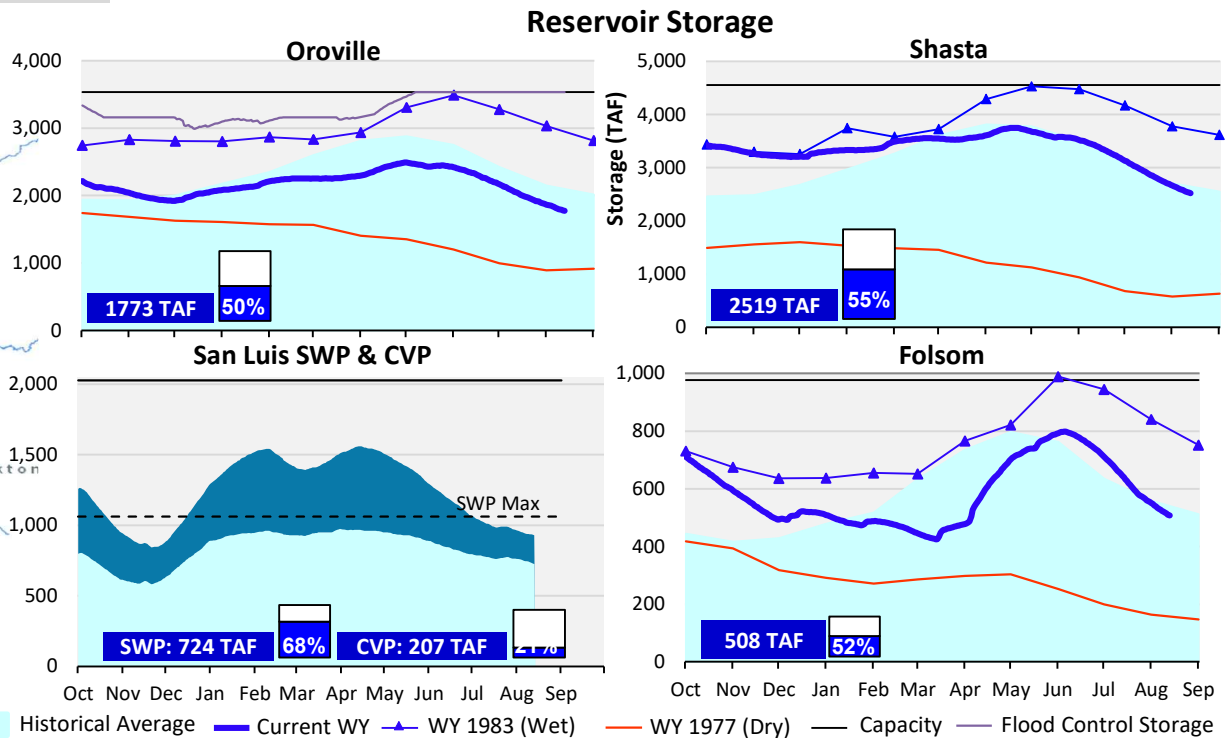 Reservoir Storage
Oroville
4,000
3,000
2,000
1,000
0
1773 TAF
50%
Shasta
Storage (TAF)
5,000
4,000
3,000
2,000
1,000
0
2519 TAF
55%
San Luis SWP & CVP
2,000
1,500
1,000
500
0
SWP Max
SWP: 724 TAF
68%
CVP: 207 TAF
21%
Oct Nov Dec Jan Feb Mar Apr May Jun Jul Aug Sep
Folsom
1,000
800
600
400
200
0
508 TAF
52%
Oct Nov Dec Jan Feb Mar Apr May Jun Jul Aug Sep
Historical Average Current WY WY 1983 (Wet) WY 1977 (Dry) Capacity Flood Control Storage